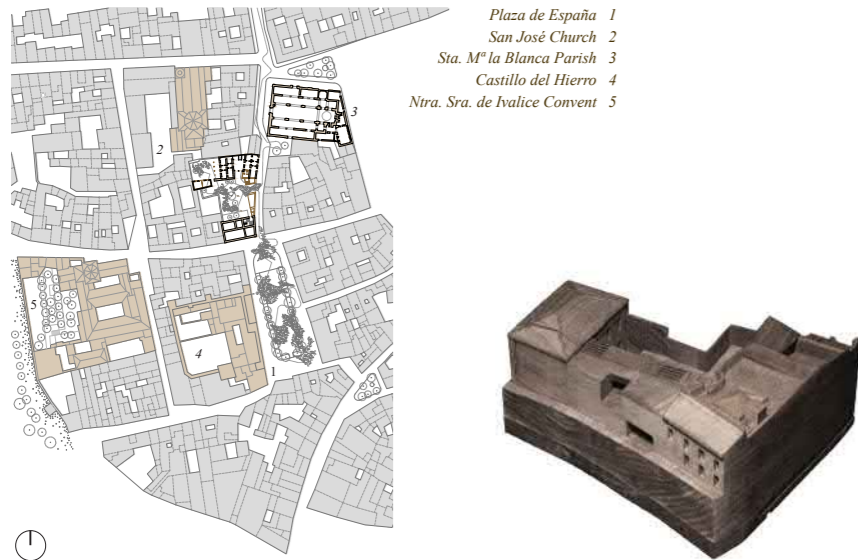 Plaza de España 1
San José Church 2
Sta. Mª la Blanca Parish 3
Castillo del Hierro 4
Ntra. Sra. de Ivalice Convent 5
3
2
5
4
1